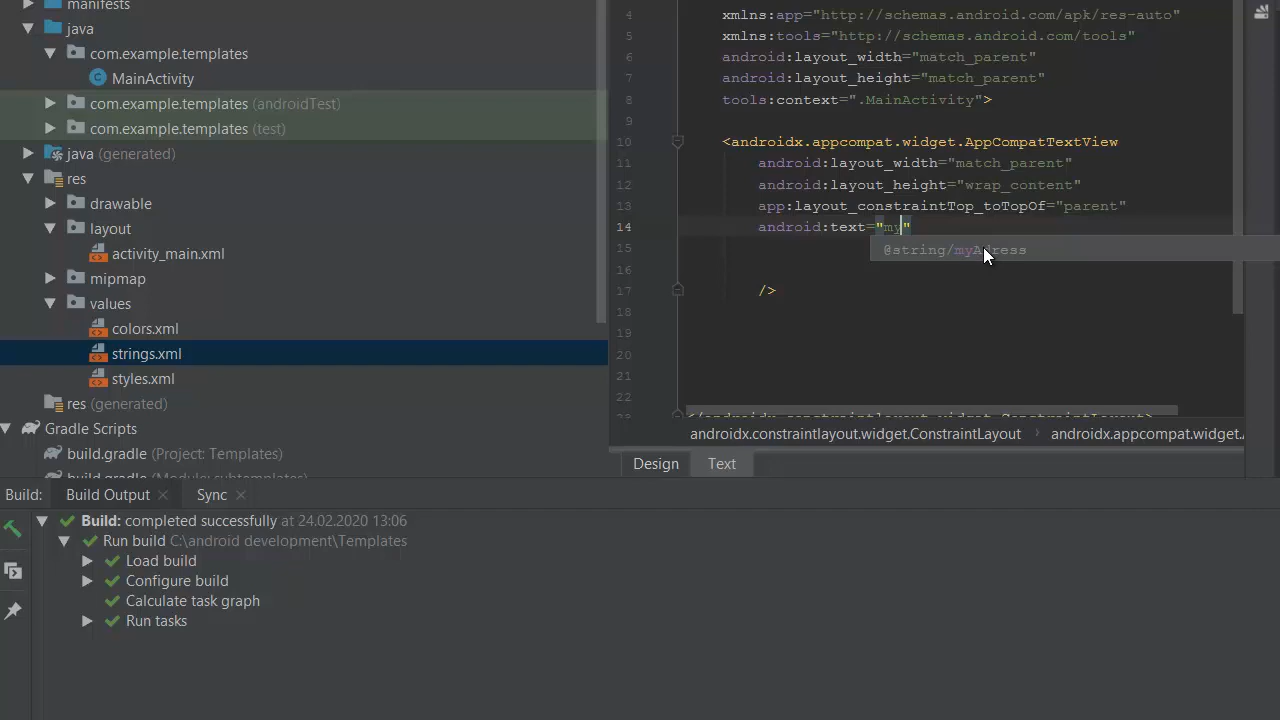 manifests
java
com.example.templates
MainActivity
com.example.templates (androidTest)
com.example.templates (test)
java (generated)
res
drawable
layout
activity_main.xml
mipmap
values
colors.xml
strings.xml
styles.xml
res (generated)
Gradle Scripts
build.gradle (Project: Templates)
4 xmlns:app="http://schemas.android.com/apk/res-auto"
5 xmlns:tools="http://schemas.android.com/tools"
6 android:layout_width="match_parent"
7 android:layout_height="match_parent"
8 tools:context=".MainActivity">
9
10 <androidx.appcompat.widget.AppCompatTextView
11 android:layout_width="match_parent"
12 android:layout_height="wrap_content"
13 app:layout_constraintTop_toTopOf="parent"
14 android:text="my"
15 @string/myAdress
16
17 />
18
19
20
21
22
androidx.constraintlayout.widget.ConstraintLayout › androidx.appcompat.widget.
Design Text
Build: Build Output × Sync ×
Build: completed successfully at 24.02.2020 13:06
Run build C:\android development\Templates
Load build
Configure build
Calculate task graph
Run tasks